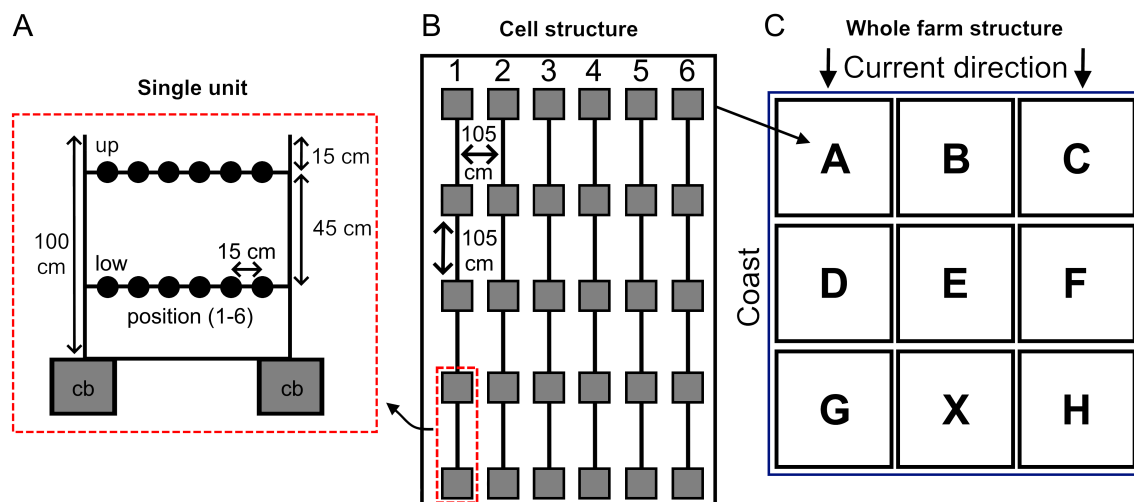 A
Single unit
up
15 cm
100
cm
45 cm
low
15 cm
position (1-6)
cb
cb
B
Cell structure
1 2 3 4 5 6
105
cm
105
cm
C
Whole farm structure
Current direction
Coast
A B C
D E F
G X H